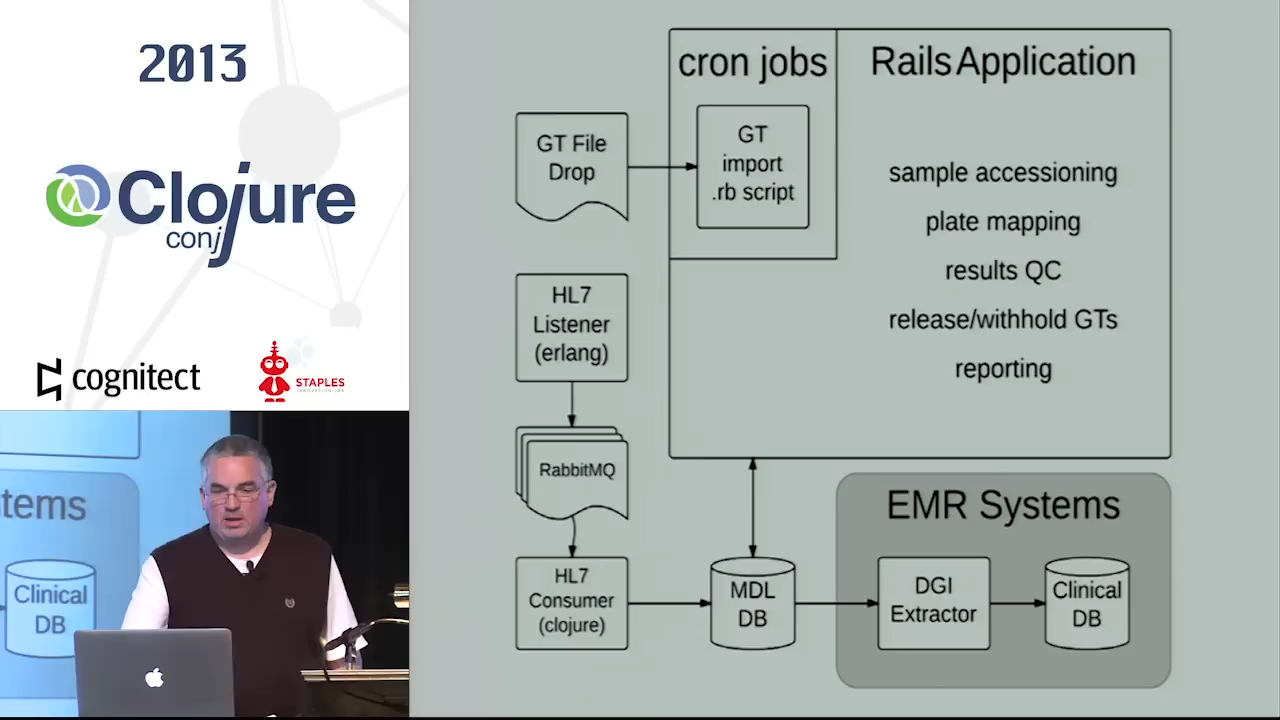 2013
Clojure
conj
cognitect
STAPLES
cron jobs
Rails Application
GT File
Drop
GT
import
.rb script
sample accessioning
plate mapping
results QC
release/withhold GTs
reporting
HL7
Listener
(erlang)
RabbitMQ
HL7
Consumer
(clojure)
MDL
DB
EMR Systems
DGI
Extractor
Clinical
DB
tems
Clinical
DB